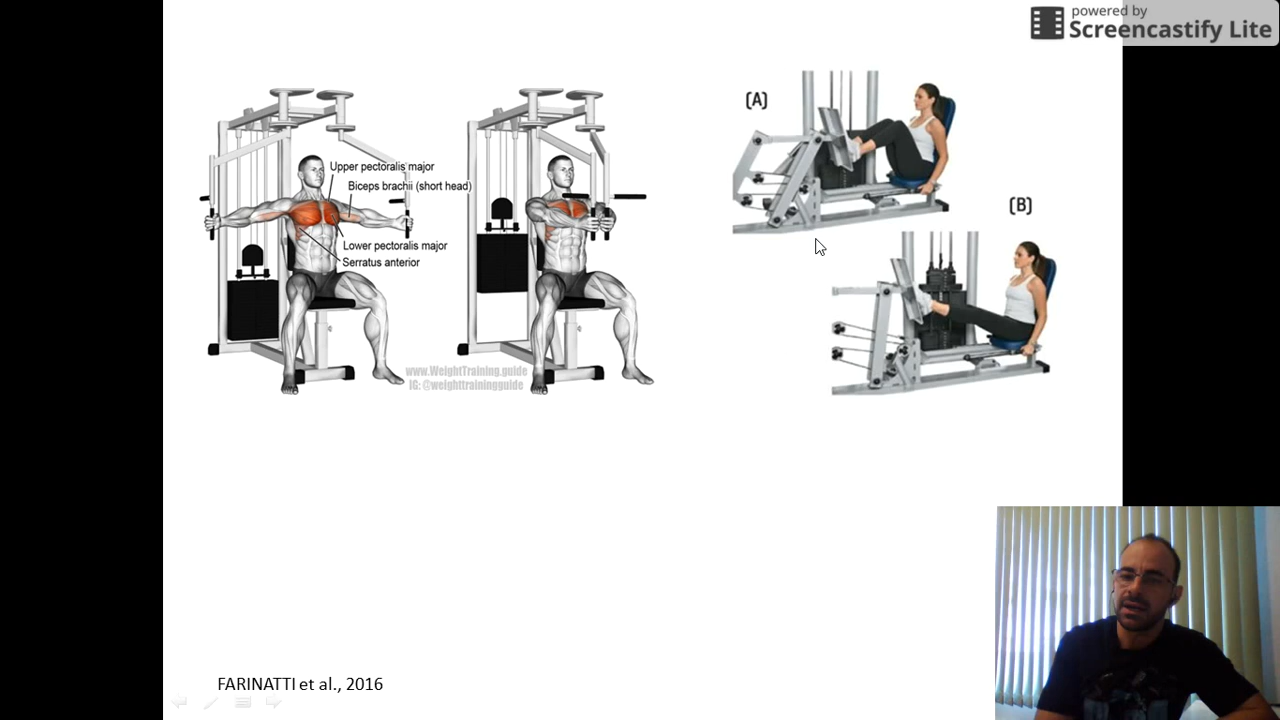 powered by
Screencastify Lite
(A)
Upper pectoralis major
Biceps brachii (short head)
(B)
Lower pectoralis major
Serratus anterior
www.WeightTraining.guide
IG: @weighttrainingguide
FARINATTI et al., 2016